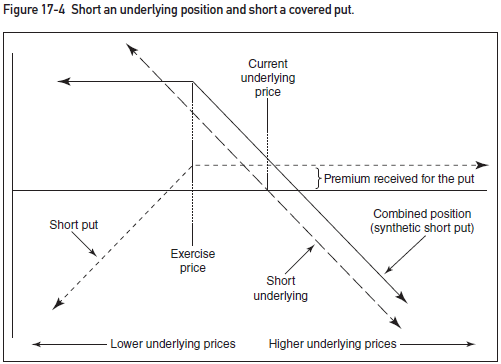 Figure 17-4 Short an underlying position and short a covered put.
Current
underlying
price
Premium received for the put
Short put
Combined position
(synthetic short put)
Exercise
price
Short
underlying
Lower underlying prices
Higher underlying prices